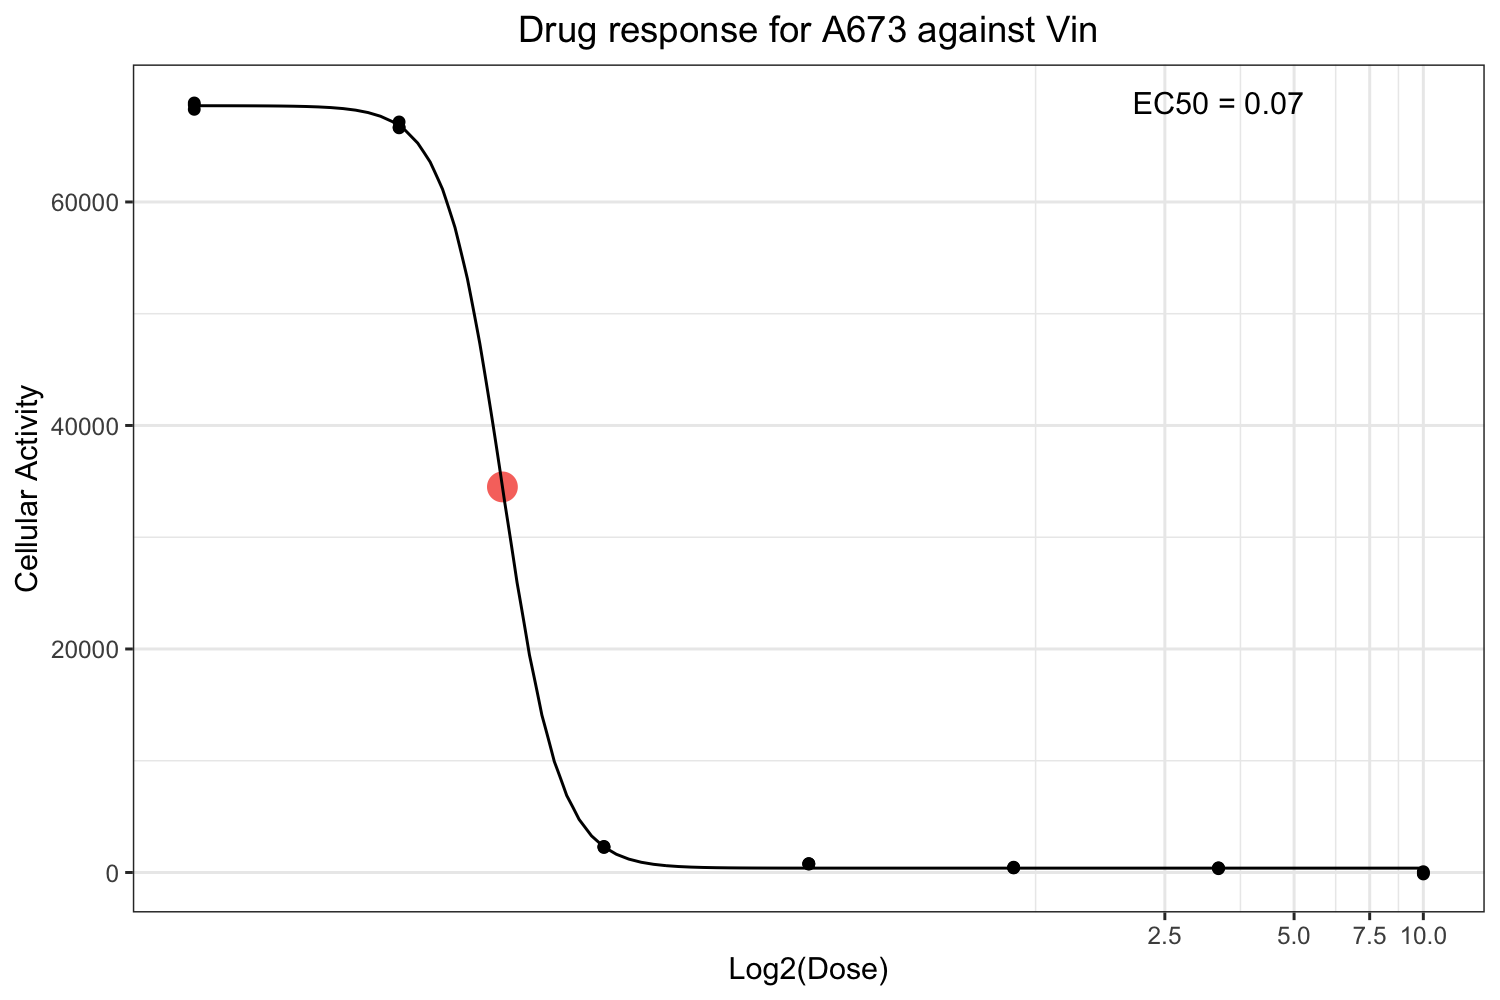 Drug response for A673 against Vin
EC50 = 0.07
60000
40000
20000
0
Cellular Activity
2.5 5.0 7.5 10.0
Log2(Dose)